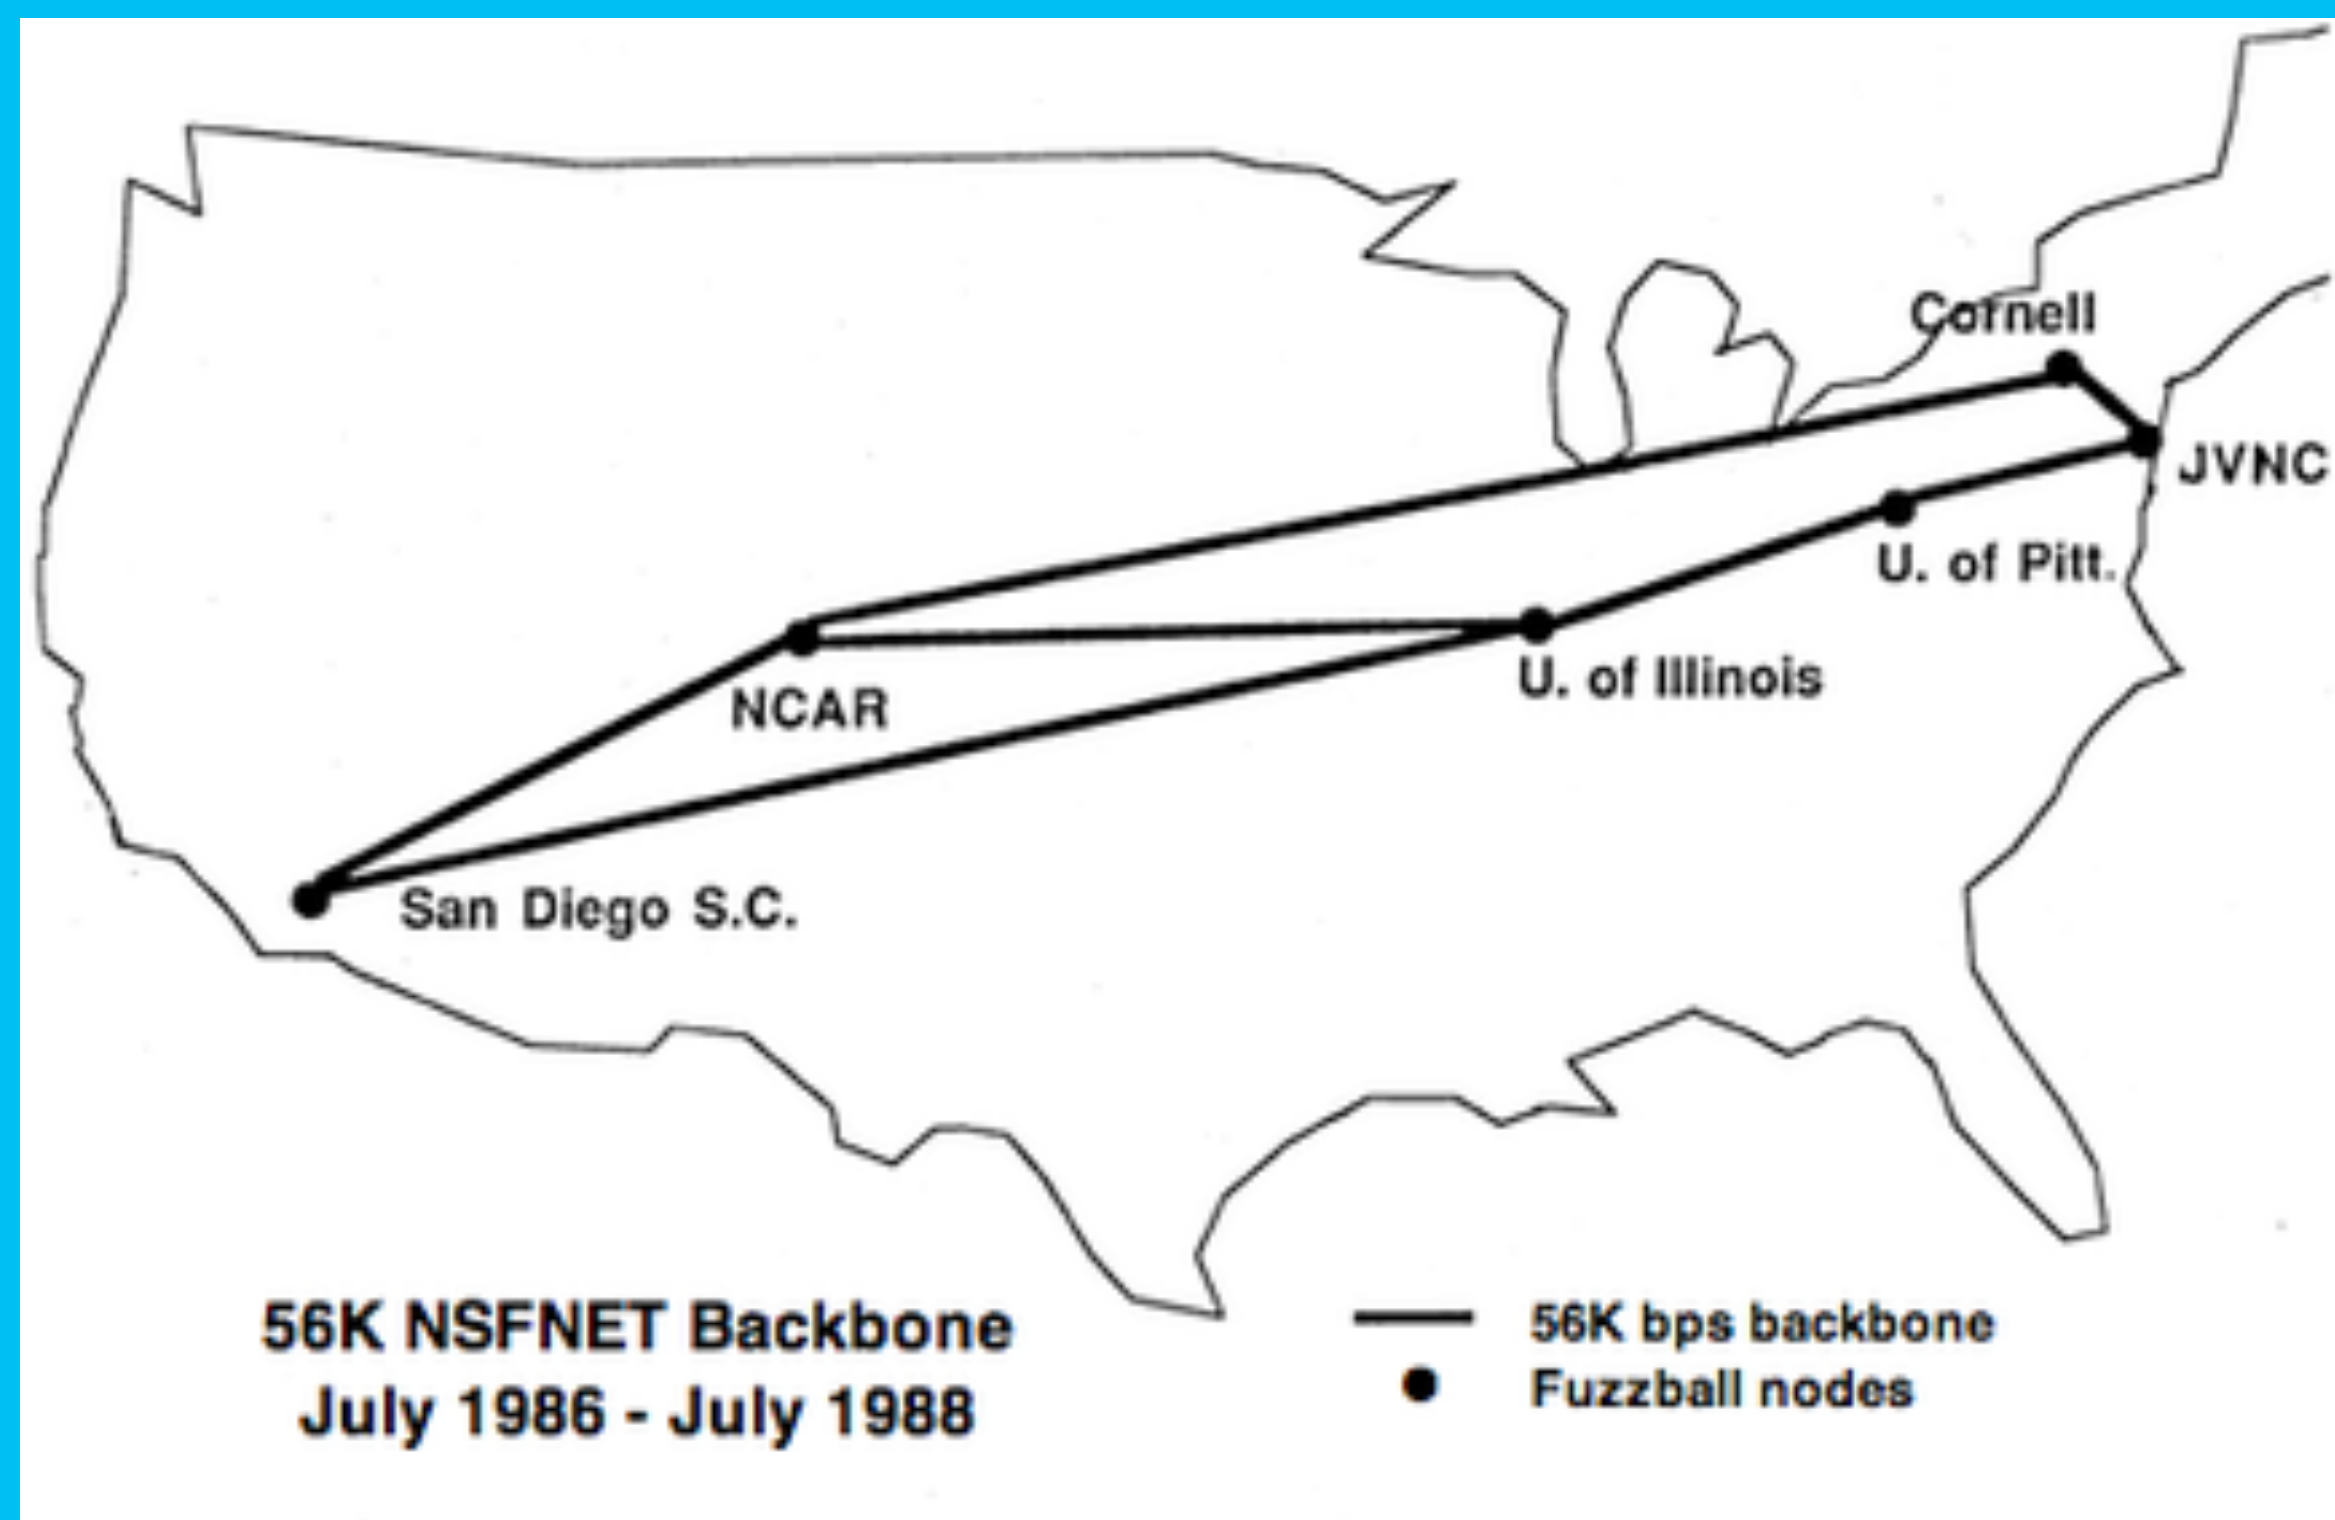 Cornell
JVNC
U. of Pitt.
U. of Illinois
NCAR
San Diego S.C.
56K NSFNET Backbone
July 1986 - July 1988
56K bps backbone
Fuzzball nodes